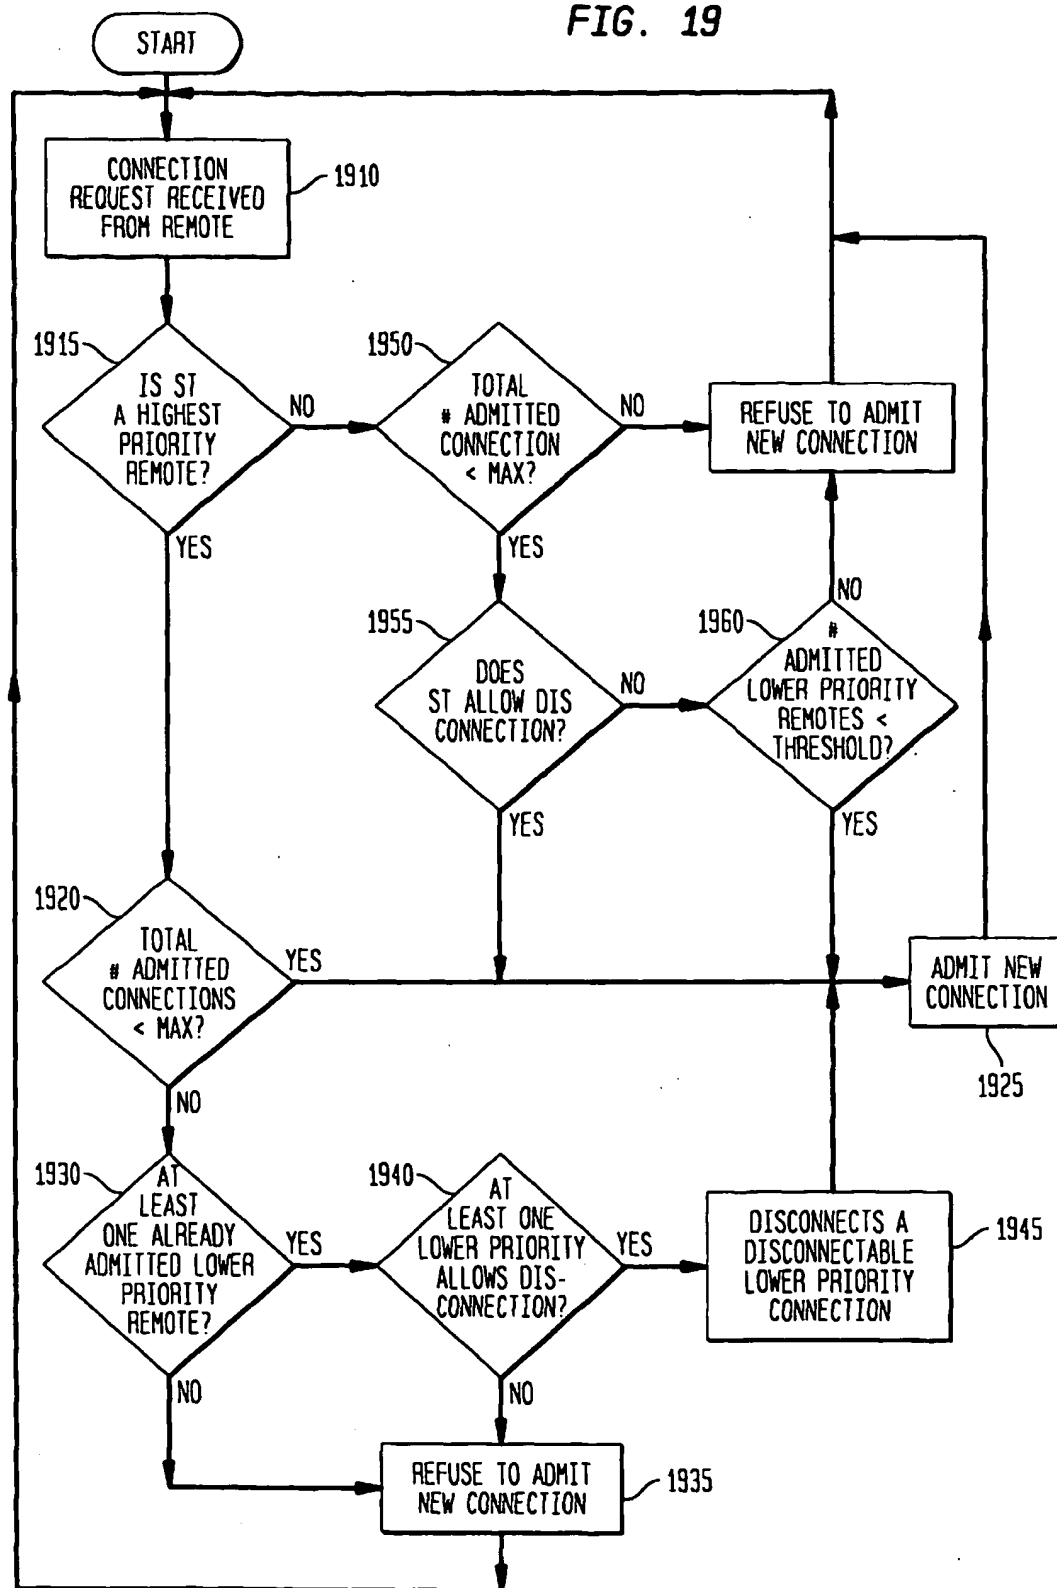 FIG. 19
START
CONNECTION
REQUEST RECEIVED
FROM REMOTE
1910
1915
IS ST
A HIGHEST
PRIORITY
REMOTE?
NO
YES
1950
TOTAL
# ADMITTED
CONNECTION
< MAX?
NO
YES
REFUSE TO ADMIT
NEW CONNECTION
1955
DOES
ST ALLOW DIS
CONNECTION?
NO
YES
1960
#
ADMITTED
LOWER PRIORITY
REMOTES <
THRESHOLD?
NO
YES
1920
TOTAL
# ADMITTED
CONNECTIONS
< MAX?
YES
NO
ADMIT NEW
CONNECTION
1925
1930
AT
LEAST
ONE ALREADY
ADMITTED LOWER
PRIORITY
REMOTE?
YES
NO
1940
AT
LEAST ONE
LOWER PRIORITY
ALLOWS DIS-
CONNECTION?
YES
NO
DISCONNECTS A
DISCONNECTABLE
LOWER PRIORITY
CONNECTION
1945
REFUSE TO ADMIT
NEW CONNECTION
1935